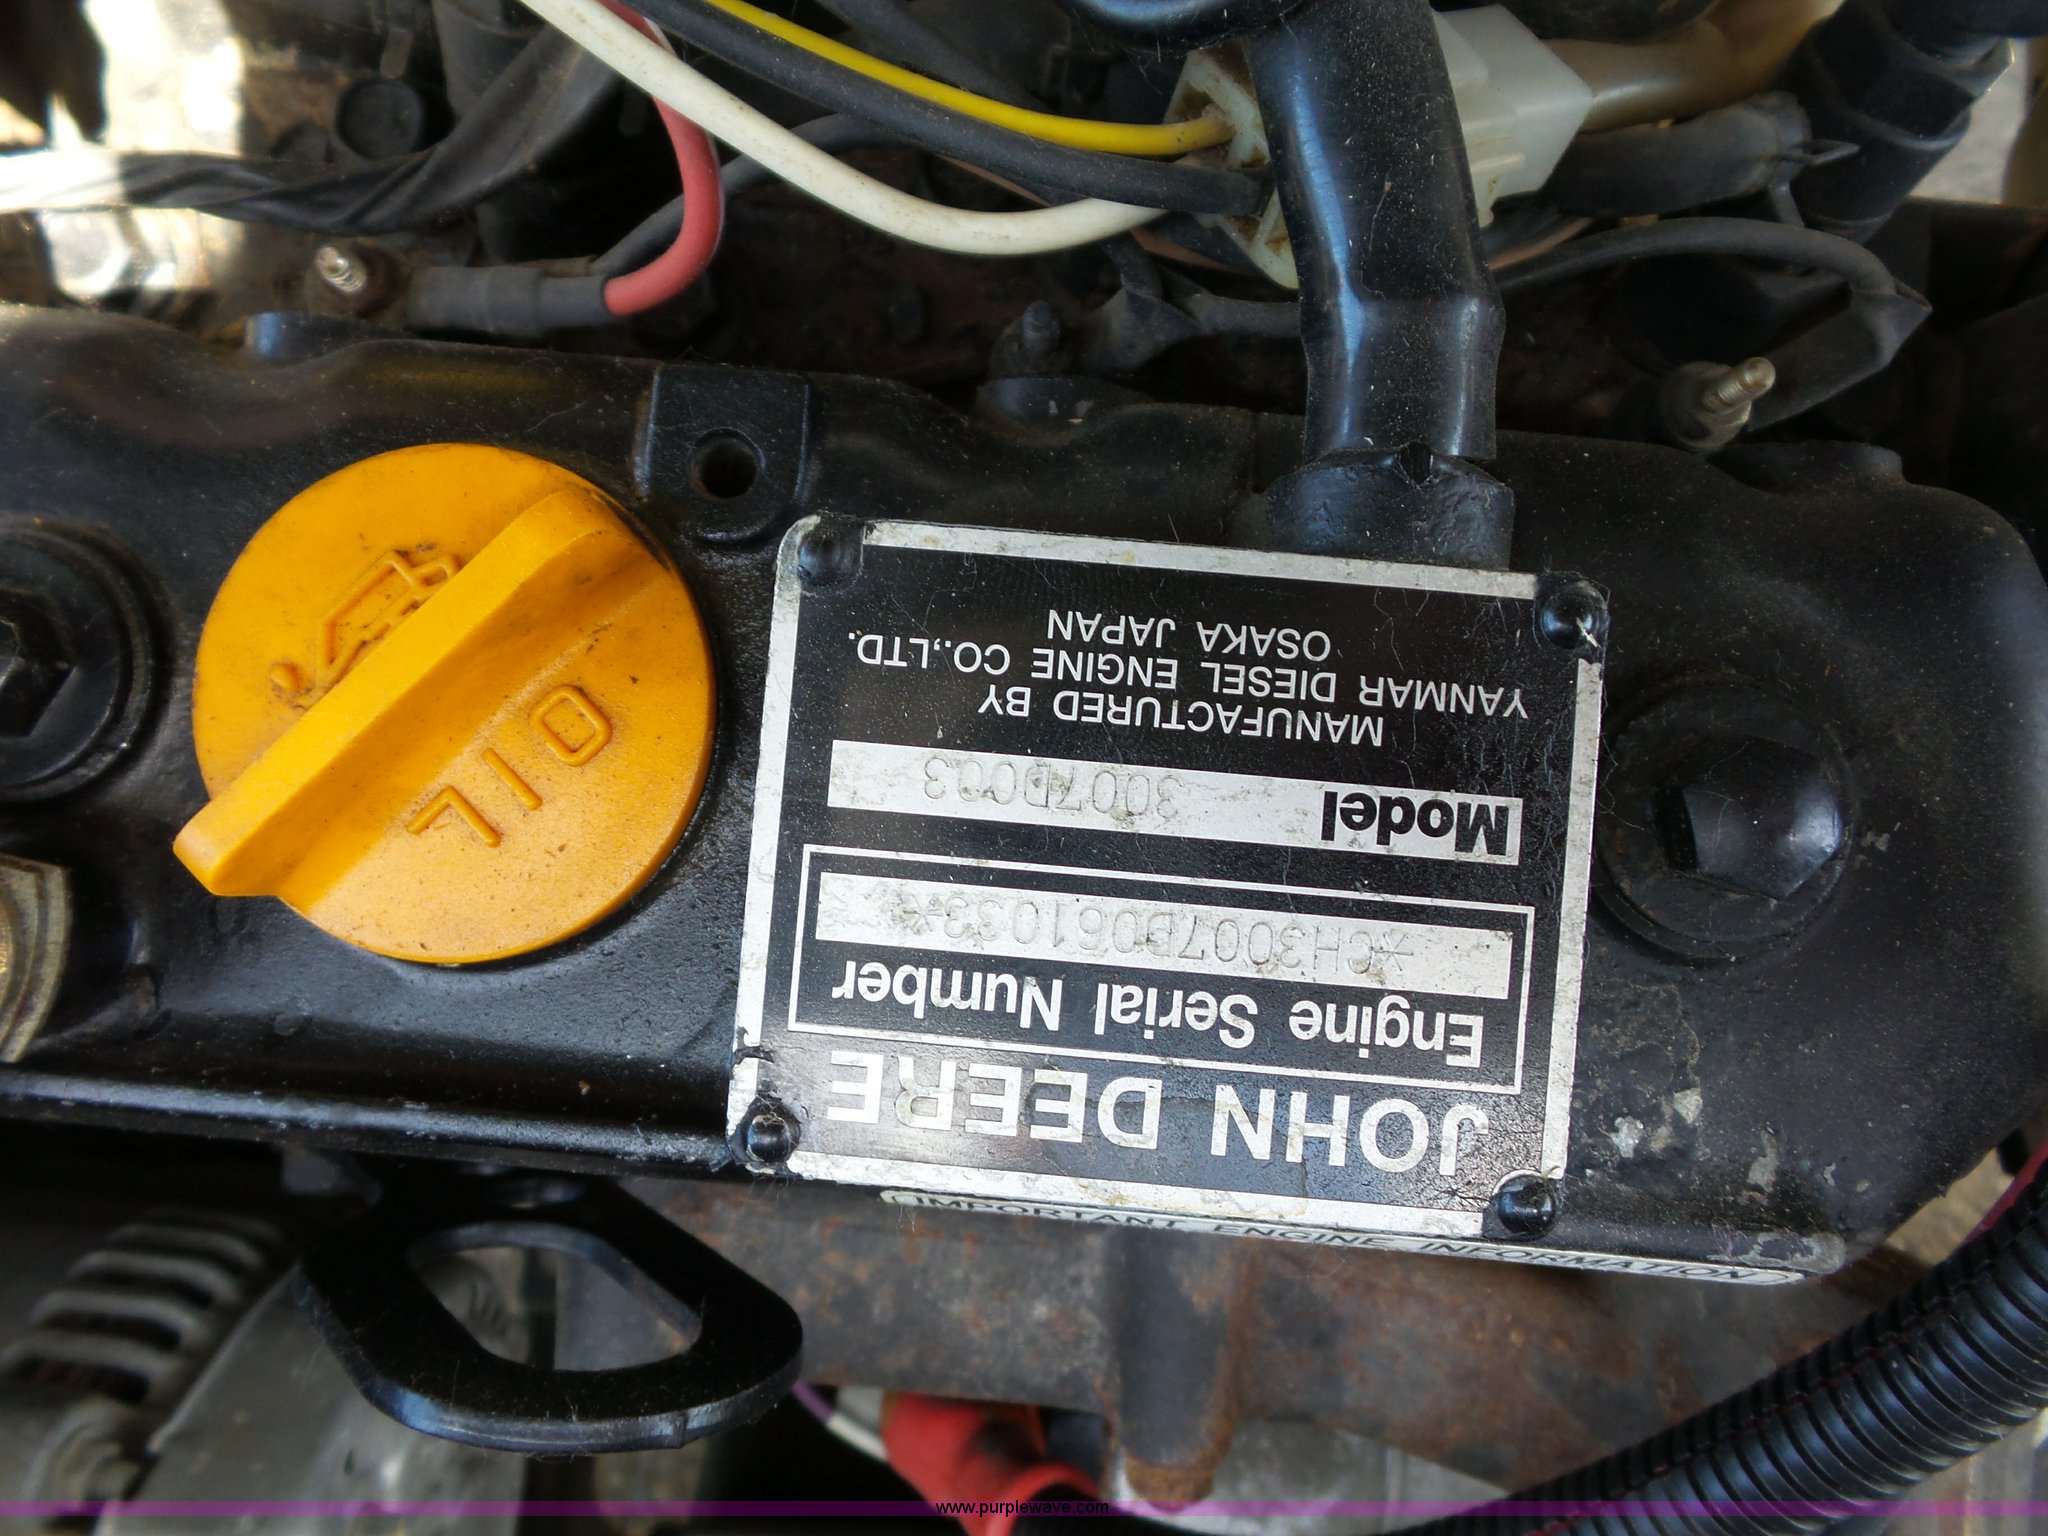 JOHN DEERE
Engine Serial Number
*CH3007D061033*
Model 3007D003
MANUFACTURED BY
YANMAR DIESEL ENGINE CO.,LTD.
OSAKA JAPAN
IMPORTANT ENGINE INFORMATION
OIL
www.purplewave.com